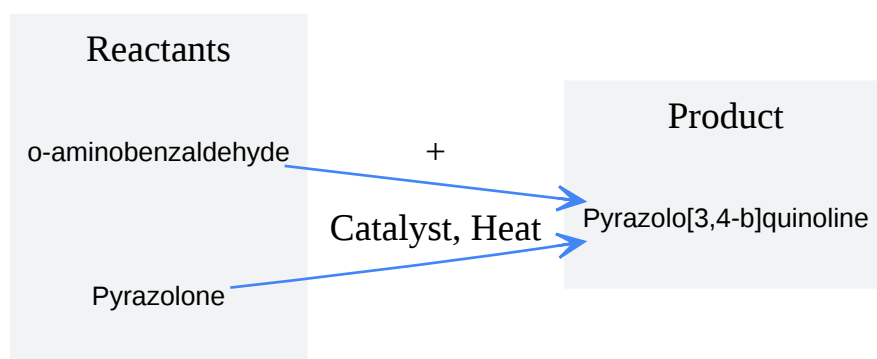 Reactants
o-aminobenzaldehyde
Pyrazolone
+
Catalyst, Heat
Product
Pyrazolo[3,4-b]quinoline